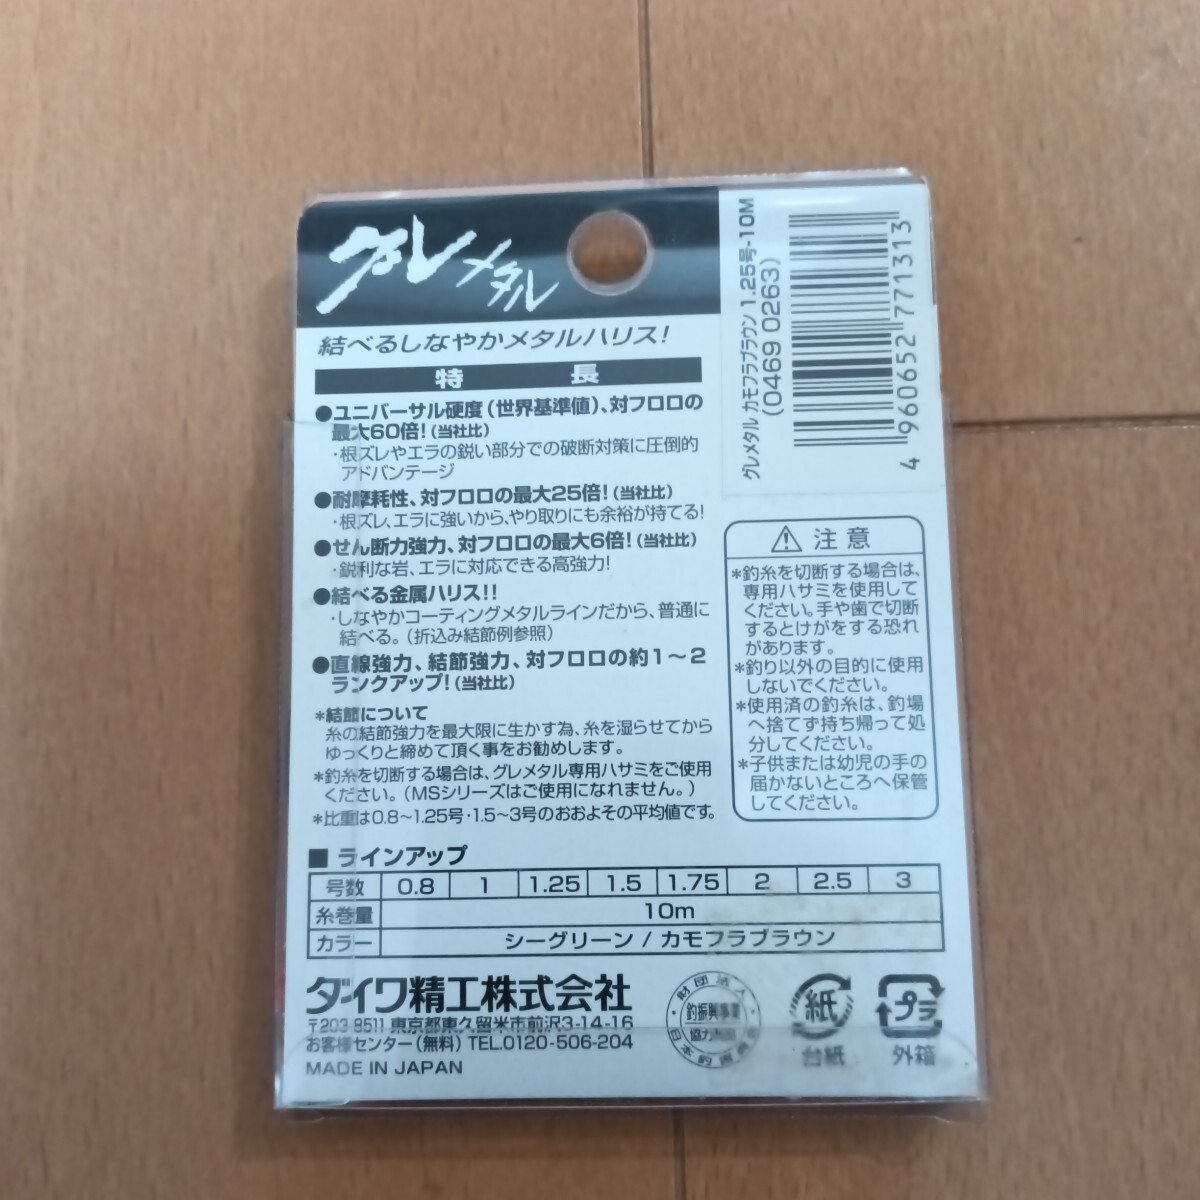 グレメタル
結べるしなやかメタルハリス!
特長
●ユニバーサル硬度(世界基準値)、対フロロの
最大60倍!(当社比)
・根ズレやエラの鋭い部分での破断対策に圧倒的
アドバンテージ
●耐摩耗性、対フロロの最大25倍!(当社比)
・根ズレ、エラに強いから、やり取りにも余裕が持てる!
●せん断力強力、対フロロの最大6倍!(当社比)
・鋭利な岩、エラに対応できる高強力!
●結べる金属ハリス!!
・しなやかコーティングメタルラインだから、普通に
結べる。(折込み結節例参照)
●直線強力、結節強力、対フロロの約1～2
ランクアップ!(当社比)
*結節について
糸の結節強力を最大限に生かす為、糸を湿らせてから
ゆっくりと締めて頂く事をお勧めします。
*釣糸を切断する場合は、グレメタル専用ハサミをご使用
ください。(MSシリーズはご使用になれません。)
*比重は0.8～1.25号・1.5～3号のおおよその平均値です。
グレメタル カモフラブラウン 1.25号-10M
(0469 0263)
4 960652 771313
⚠ 注意
*釣糸を切断する場合は、
専用ハサミを使用して
ください。手や歯で切断
するとけがをする恐れ
があります。
*釣り以外の目的に使用
しないでください。
*使用済の釣糸は、釣場
へ捨てず持ち帰って処
分してください。
*子供または幼児の手の
届かないところへ保管
してください。
■ ラインアップ
号数 0.8 1 1.25 1.5 1.75 2 2.5 3
糸巻量 10m
カラー シーグリーン / カモフラブラウン
ダイワ精工株式会社
〒203-8511 東京都東久留米市前沢3-14-16
お客様センター(無料) TEL.0120-506-204
MADE IN JAPAN
財団法人
釣振興事業
協力
日本釣振興会
紙
台紙
プラ
外箱